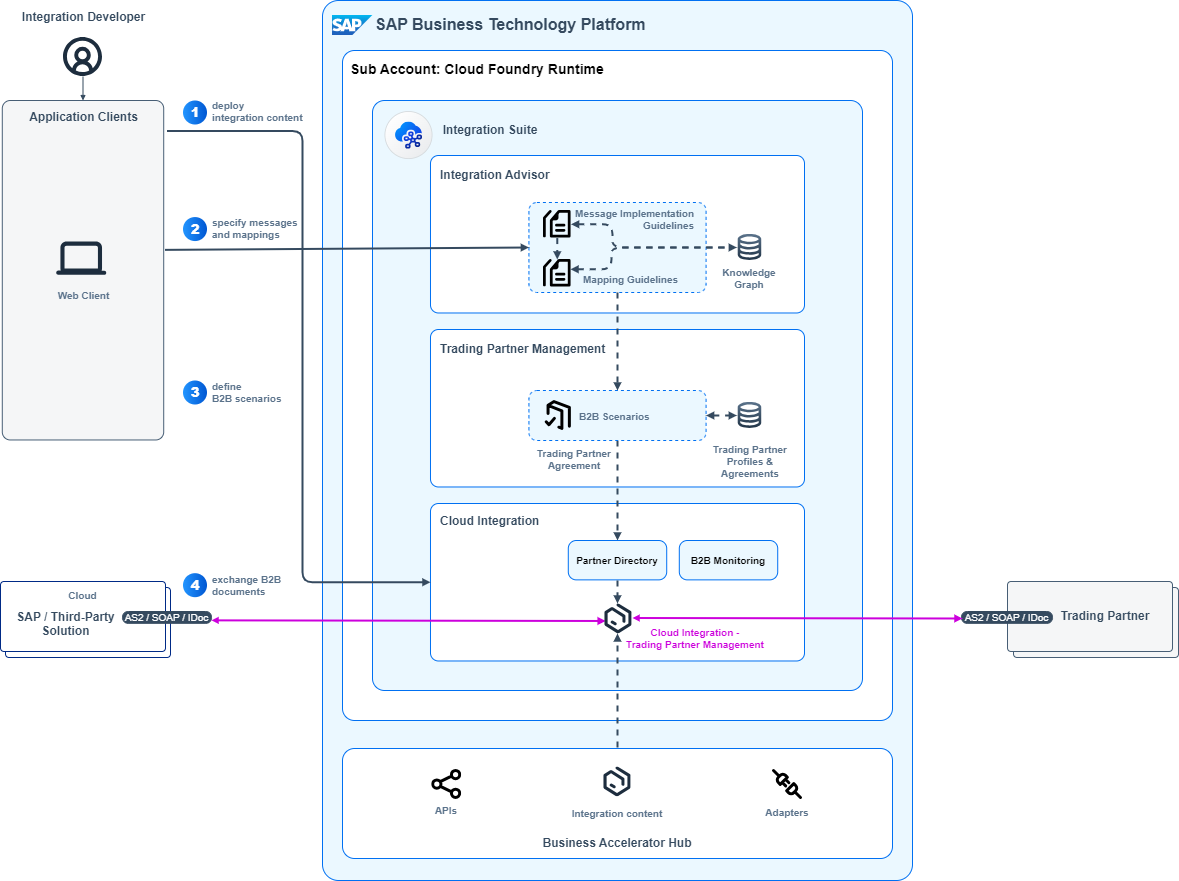 Integration Developer
SAP
SAP Business Technology Platform
Sub Account: Cloud Foundry Runtime
Application Clients
1
deploy
integration content
Integration Suite
Integration Advisor
2
specify messages
and mappings
Message Implementation
Guidelines
Mapping Guidelines
Knowledge
Graph
Web Client
Trading Partner Management
3
define
B2B scenarios
B2B Scenarios
Trading Partner
Agreement
Trading Partner
Profiles &
Agreements
Cloud Integration
Partner Directory
B2B Monitoring
4
exchange B2B
documents
Cloud
SAP / Third-Party
Solution
AS2 / SOAP / IDoc
Cloud Integration -
Trading Partner Management
AS2 / SOAP / IDoc
Trading Partner
APIs
Integration content
Adapters
Business Accelerator Hub